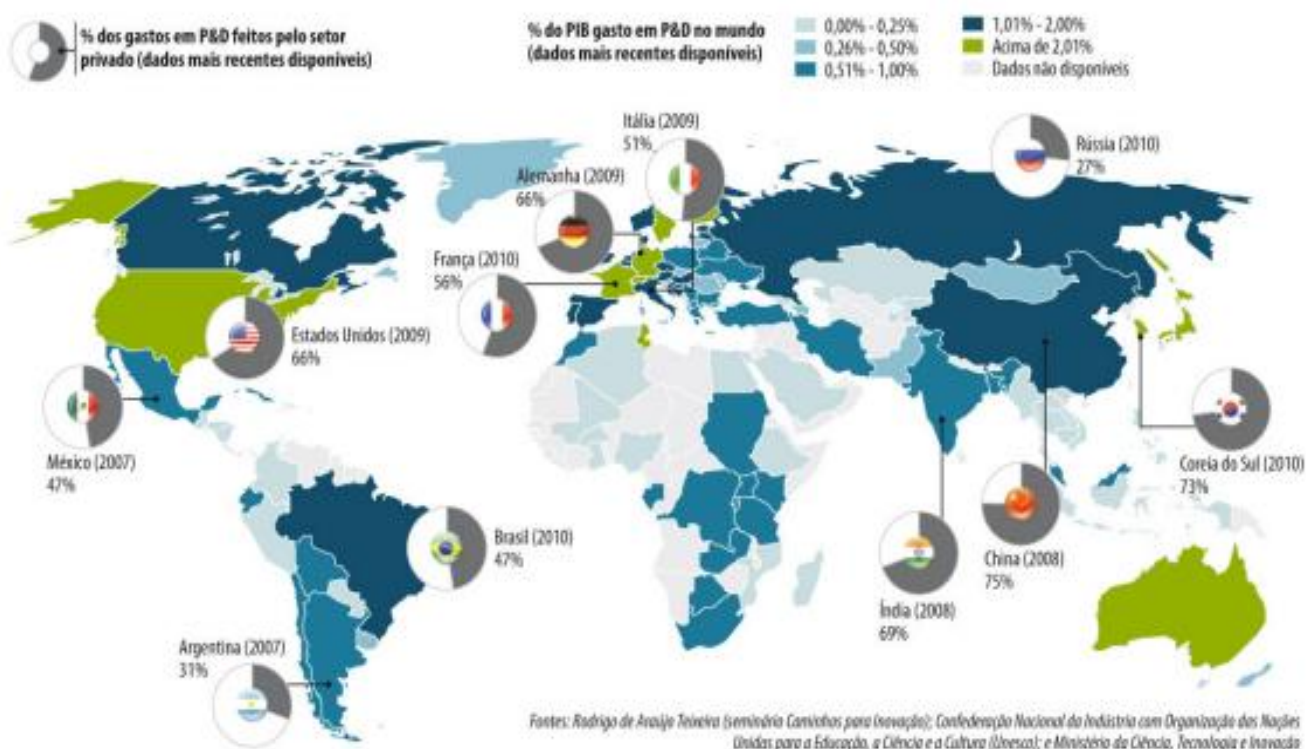 % dos gastos em P&D feitos pelo setor
privado (dados mais recentes disponíveis)
% do PIB gasto em P&D no mundo
(dados mais recentes disponíveis)
0,00% - 0,25%
0,26% - 0,50%
0,51% - 1,00%
1,01% - 2,00%
Acima de 2,01%
Dados não disponíveis
Itália (2009)
51%
Rússia (2010)
27%
Alemanha (2009)
66%
França (2010)
56%
Estados Unidos (2009)
66%
México (2007)
47%
Coreia do Sul (2010)
73%
Brasil (2010)
47%
China (2008)
75%
Índia (2008)
69%
Argentina (2007)
31%
Fontes: Rodrigo de Araújo Teixeira (seminário Caminhos para Inovação); Confederação Nacional da Indústria com Organização das Nações
Unidas para a Educação, a Ciência e a Cultura (Unesco); e Ministério da Ciência, Tecnologia e Inovação